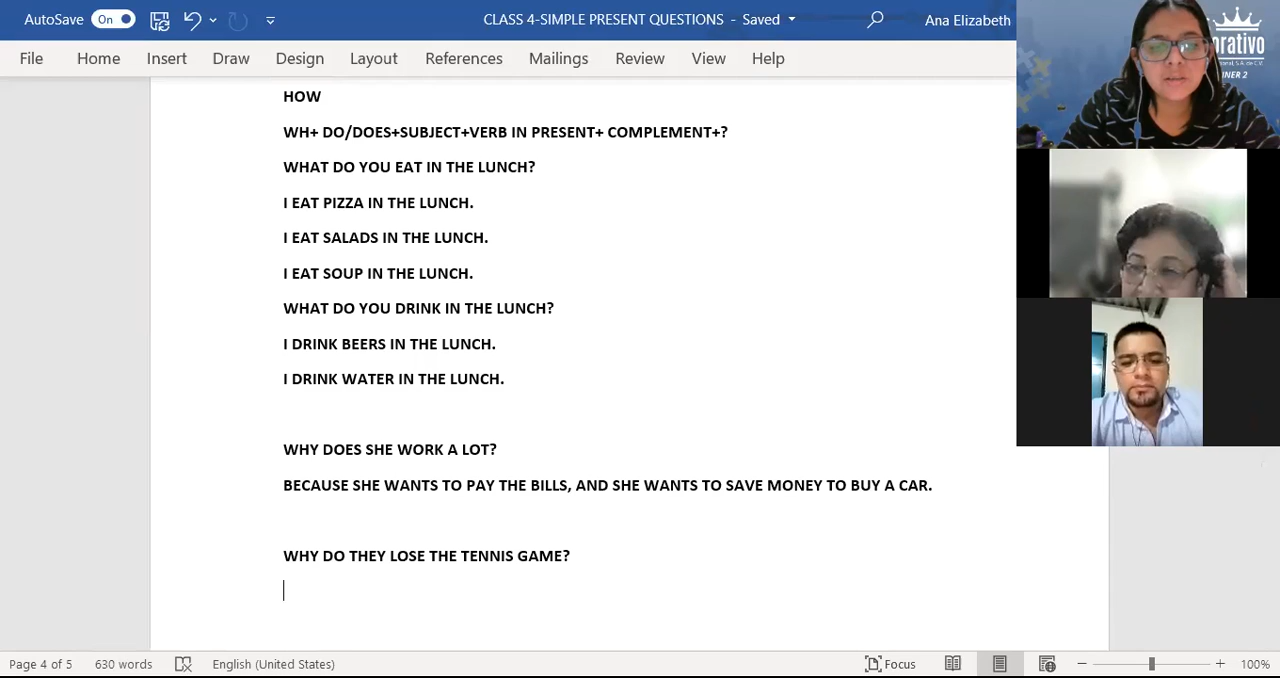 AutoSave On CLASS 4-SIMPLE PRESENT QUESTIONS - Saved Ana Elizabeth
File Home Insert Draw Design Layout References Mailings Review View Help
HOW
WH+ DO/DOES+SUBJECT+VERB IN PRESENT+ COMPLEMENT+?
WHAT DO YOU EAT IN THE LUNCH?
I EAT PIZZA IN THE LUNCH.
I EAT SALADS IN THE LUNCH.
I EAT SOUP IN THE LUNCH.
WHAT DO YOU DRINK IN THE LUNCH?
I DRINK BEERS IN THE LUNCH.
I DRINK WATER IN THE LUNCH.
WHY DOES SHE WORK A LOT?
BECAUSE SHE WANTS TO PAY THE BILLS, AND SHE WANTS TO SAVE MONEY TO BUY A CAR.
WHY DO THEY LOSE THE TENNIS GAME?
Page 4 of 5 630 words English (United States) Focus 100%